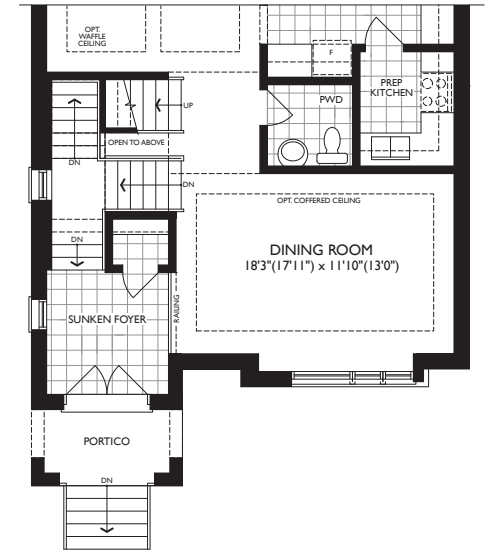 OPT.
WAFFLE
CEILING
F
PREP
KITCHEN
PWD
UP
OPEN TO ABOVE
DN
DN
OPT. COFFERED CEILING
DN
DINING ROOM
18'3"(17'11") x 11'10"(13'0")
RAILING
SUNKEN FOYER
PORTICO
DN